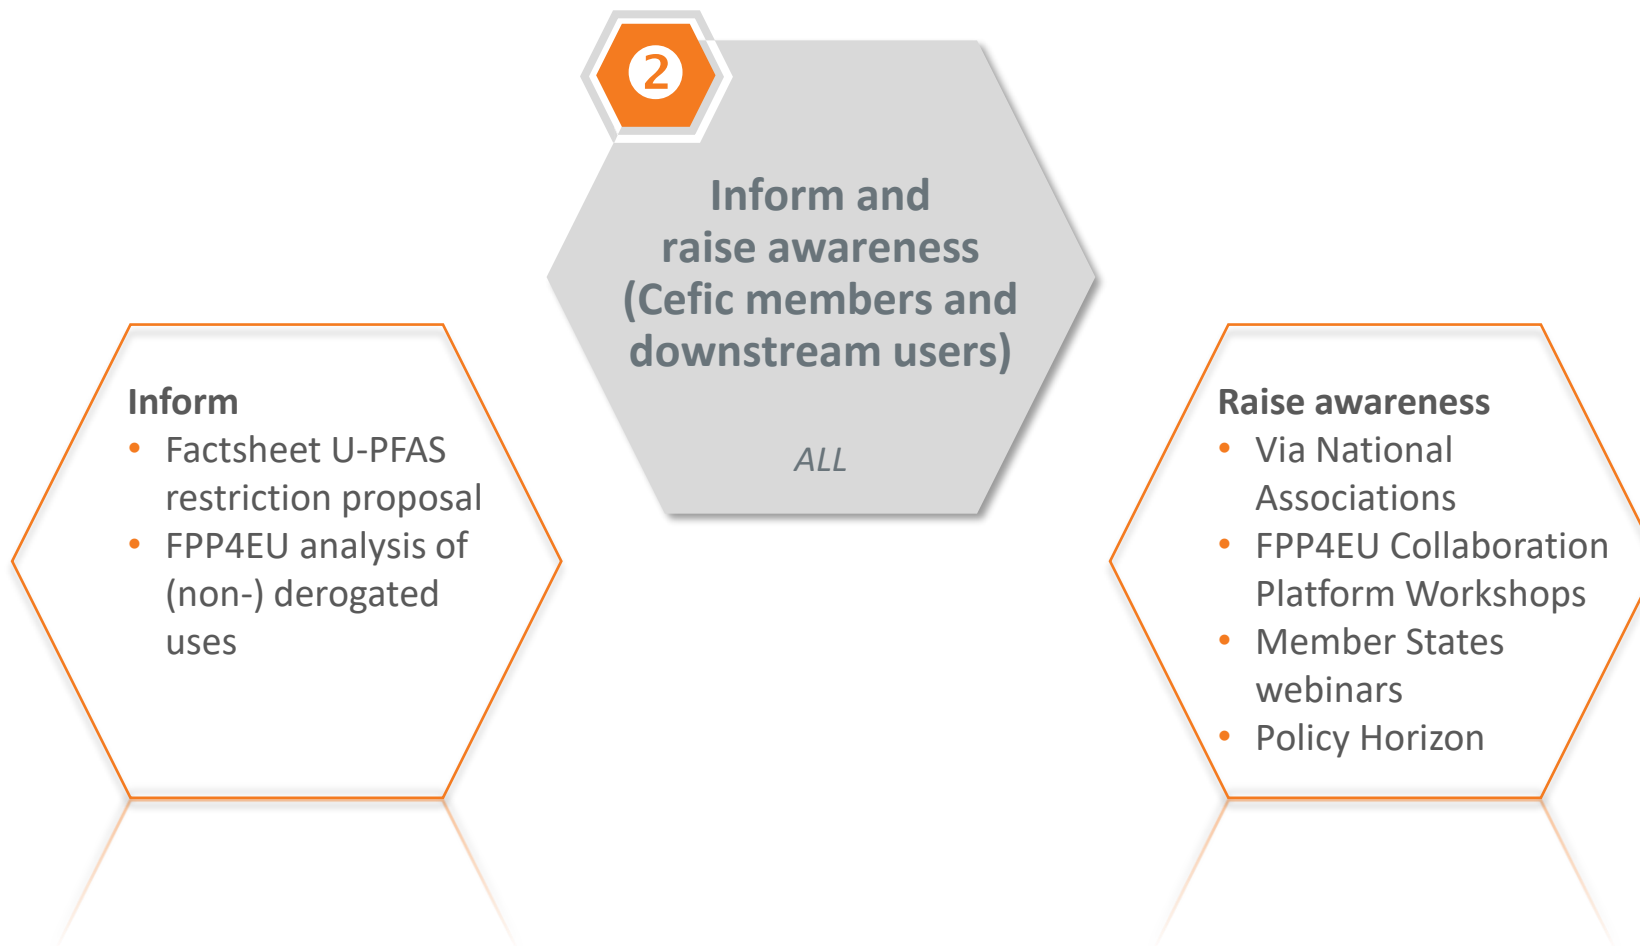 2
Inform and
raise awareness
(Cefic members and
downstream users)
ALL
Inform
• Factsheet U-PFAS
restriction proposal
• FPP4EU analysis of
(non-) derogated
uses
Raise awareness
• Via National
Associations
• FPP4EU Collaboration
Platform Workshops
• Member States
webinars
• Policy Horizon